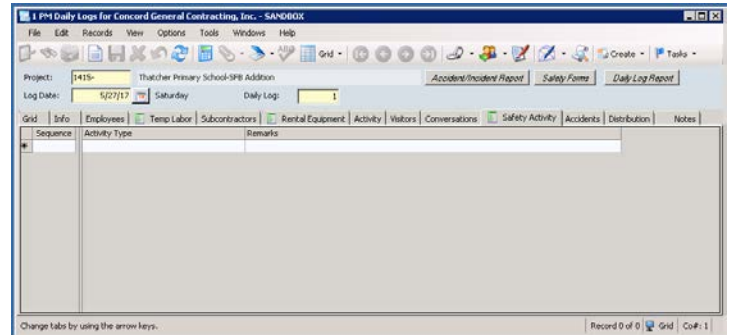 1 PM Daily Logs for Concord General Contracting, Inc. - SANDBOX
File Edit Records View Options Tools Windows Help
Grid Create Tasks
Project: 1415- Thatcher Primary School-SFB Addition Accident/Incident Report Safety Forms Daily Log Report
Log Date: 5/27/17 Saturday Daily Log: 1
Grid Info Employees Temp Labor Subcontractors Rental Equipment Activity Visitors Conversations Safety Activity Accidents Distribution Notes
Sequence Activity Type Remarks
Change tabs by using the arrow keys. Record 0 of 0 Grid Co#: 1